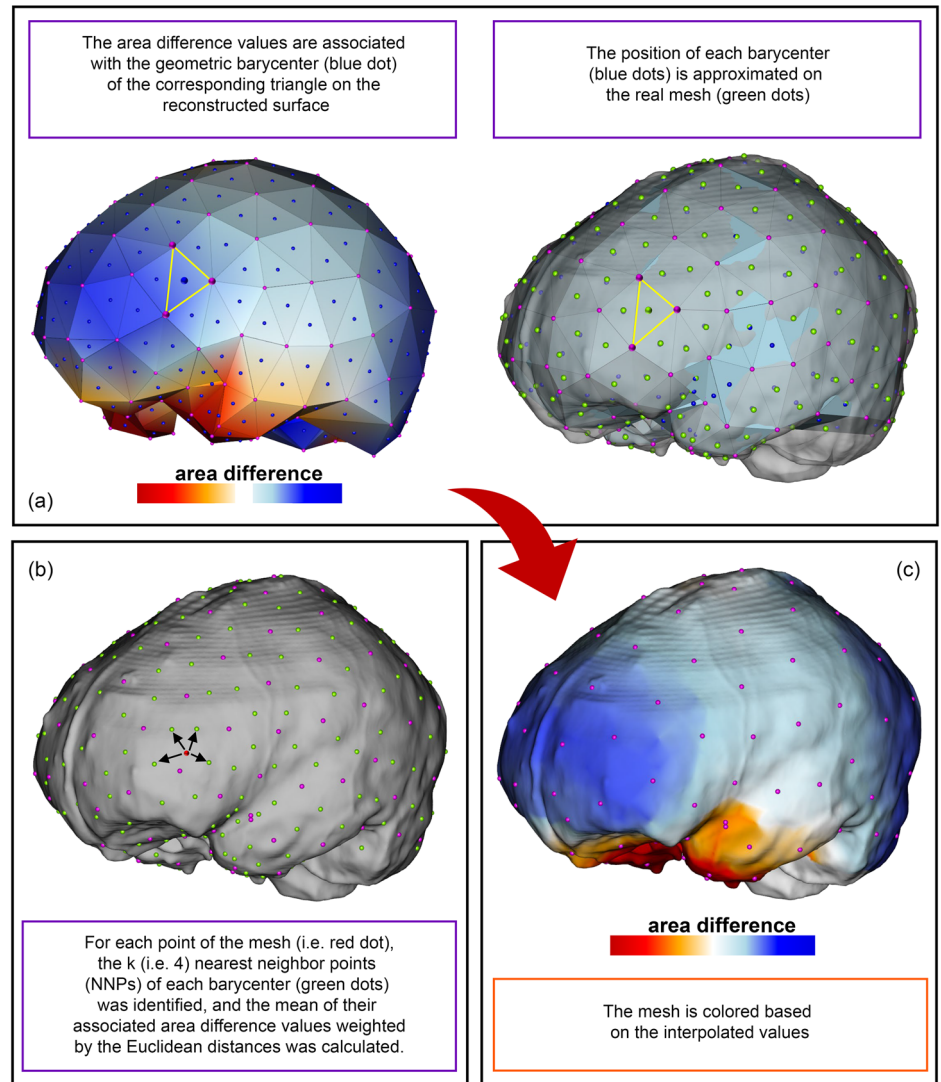 The area difference values are associated
with the geometric barycenter (blue dot)
of the corresponding triangle on the
reconstructed surface
The position of each barycenter
(blue dots) is approximated on
the real mesh (green dots)
area difference
(a)
(b)
(c)
area difference
For each point of the mesh (i.e. red dot),
the k (i.e. 4) nearest neighbor points
(NNPs) of each barycenter (green dots)
was identified, and the mean of their
associated area difference values weighted
by the Euclidean distances was calculated.
The mesh is colored based
on the interpolated values